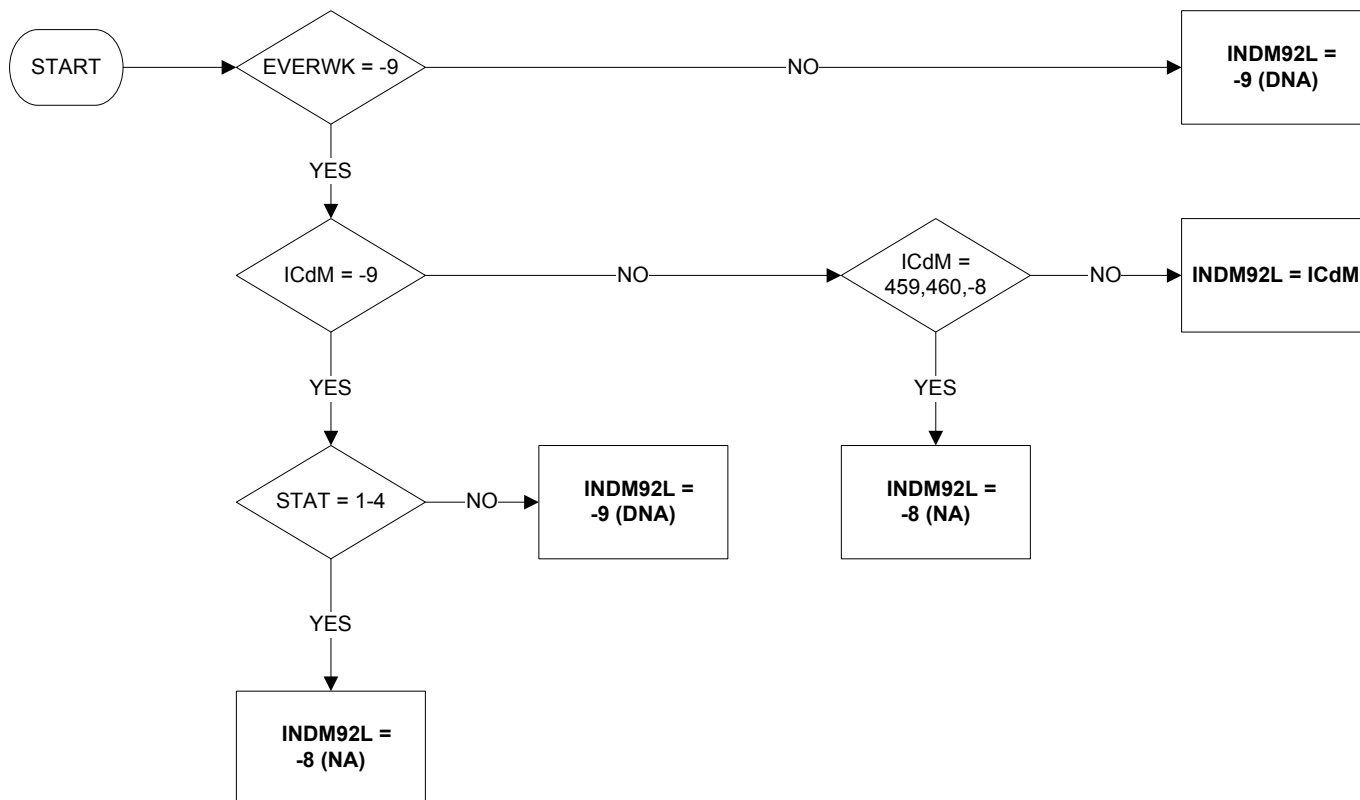 START
EVERWK = -9
NO
INDM92L =
-9 (DNA)
YES
ICdM = -9
NO
ICdM =
459,460,-8
NO
INDM92L = ICdM
YES
YES
STAT = 1-4
NO
INDM92L =
-9 (DNA)
INDM92L =
-8 (NA)
YES
INDM92L =
-8 (NA)